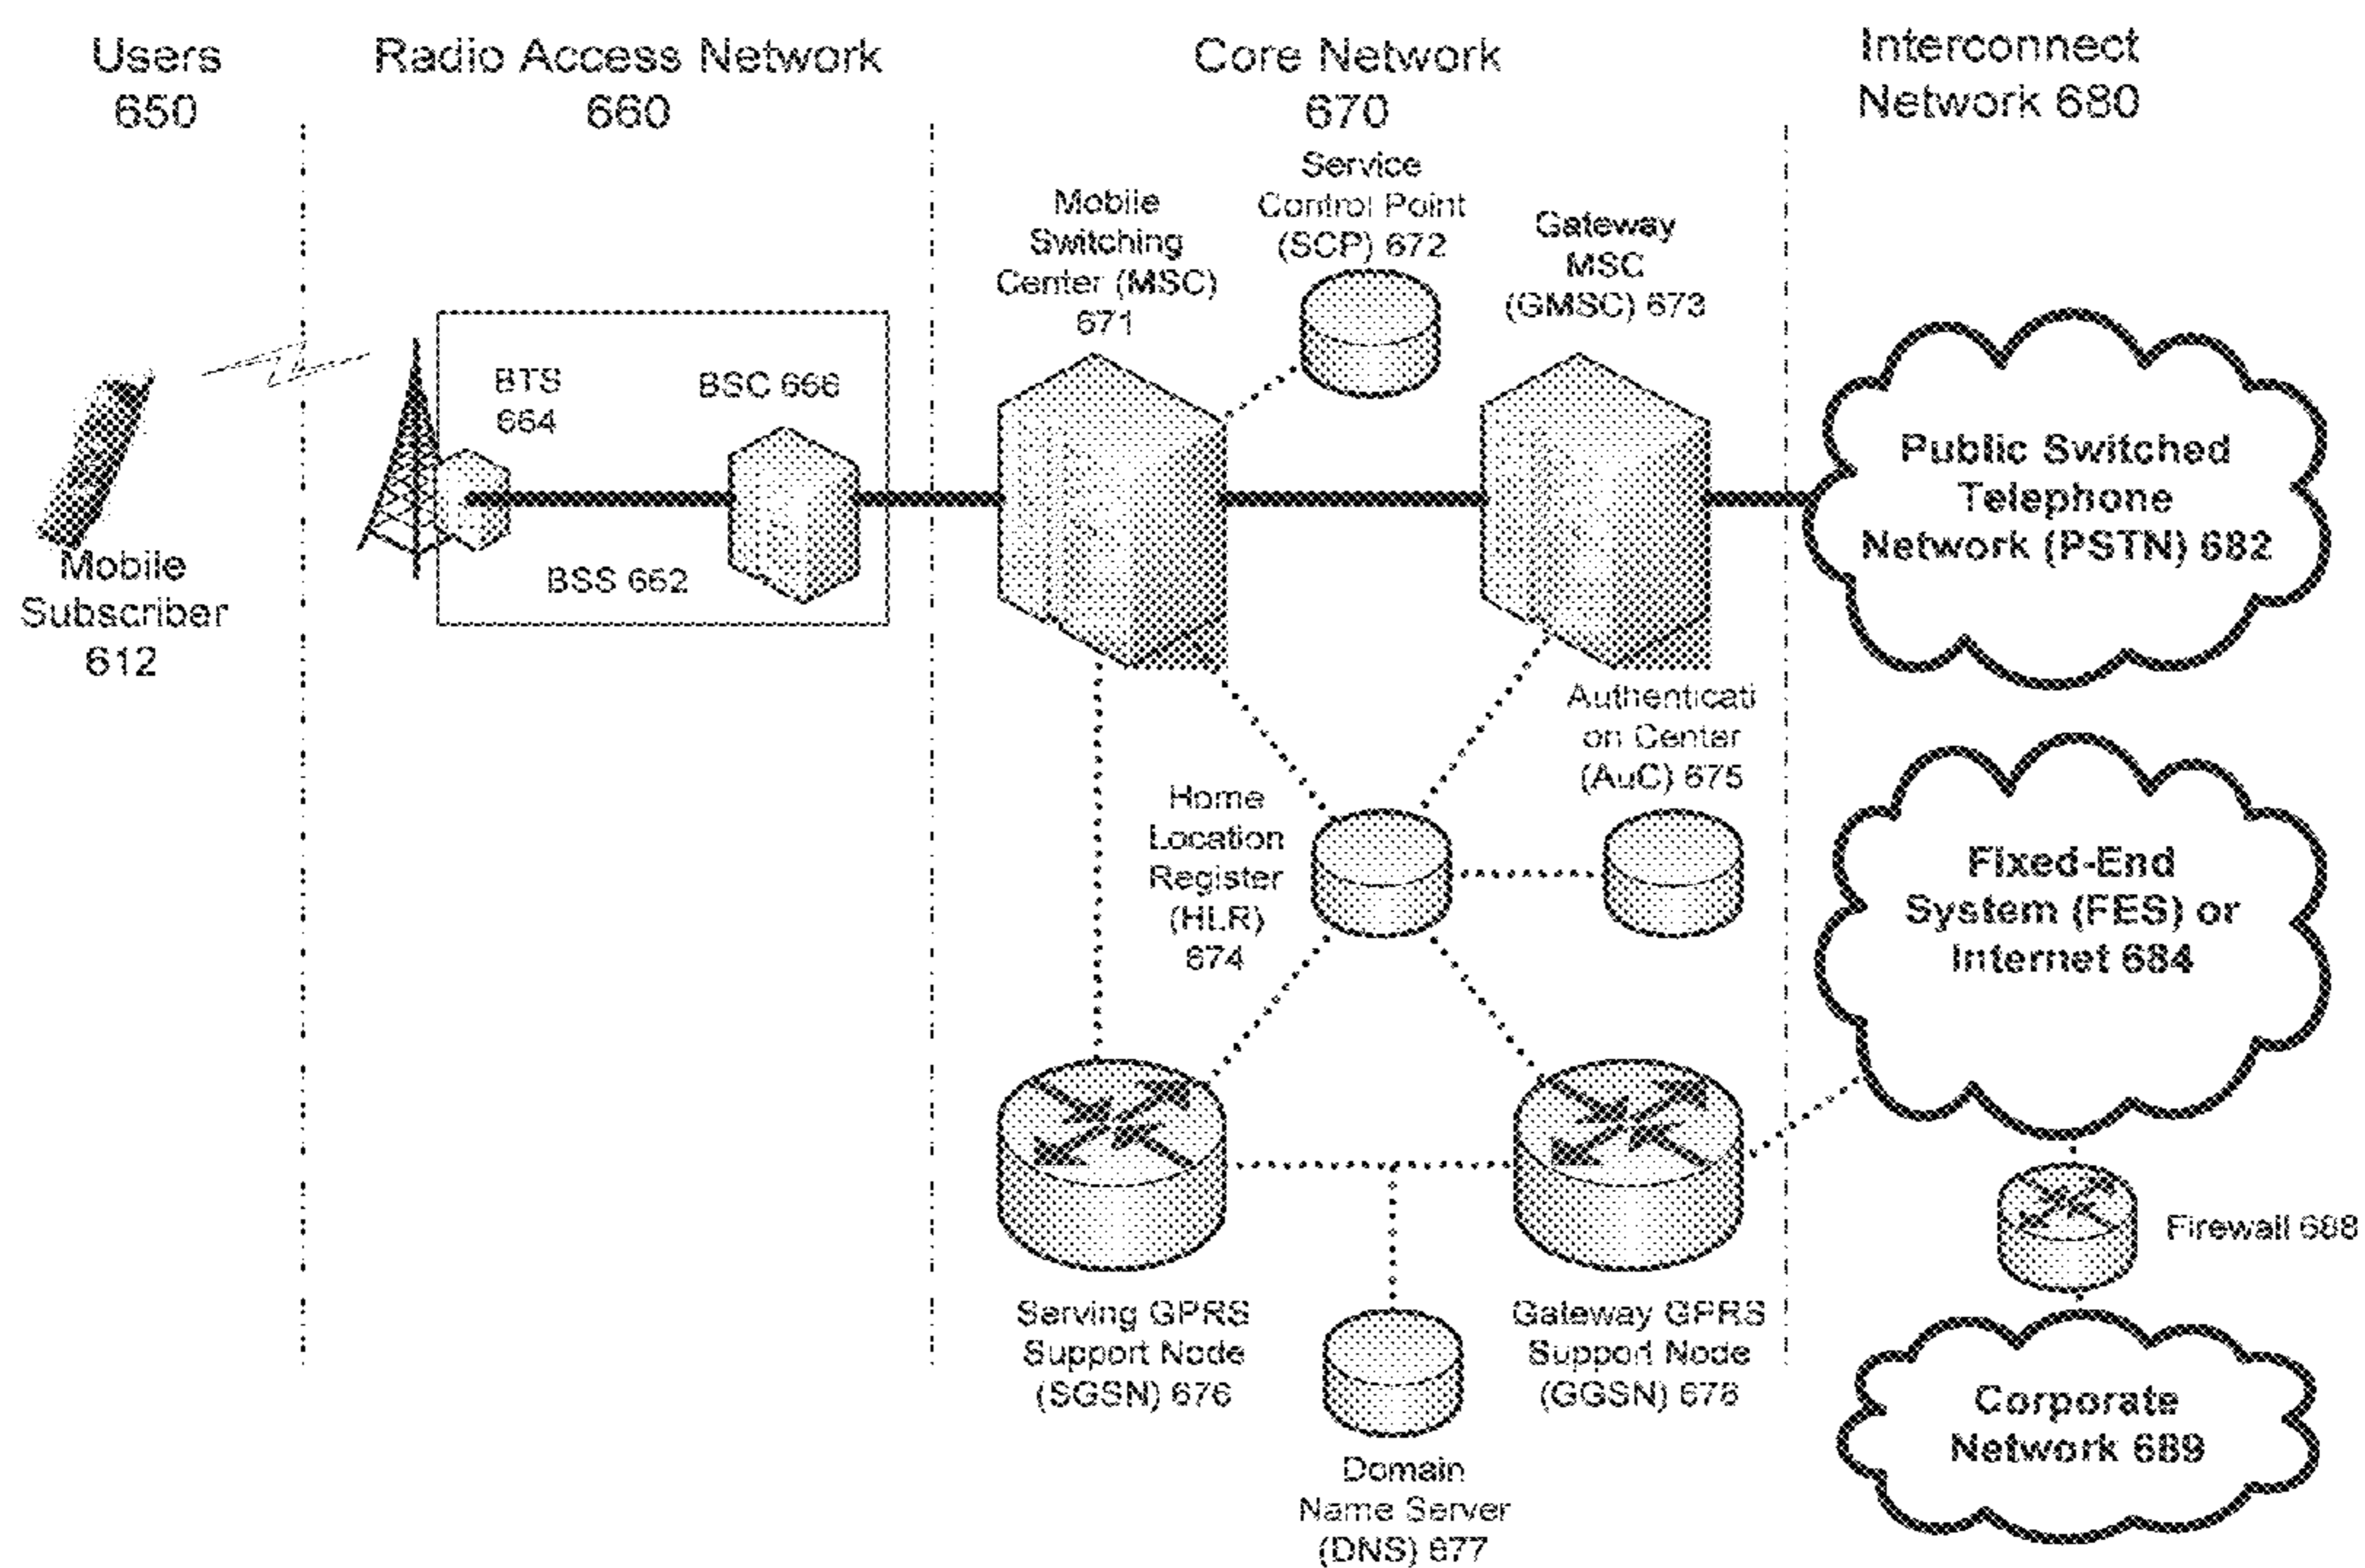 Users
650
Radio Access Network
660
Core Network
670
Interconnect
Network 680
Mobile
Subscriber
612
BTS
664
BSC 666
BSS 662
Mobile
Switching
Center (MSC)
671
Service
Control Point
(SCP) 672
Gateway
MSC
(GMSC) 673
Public Switched
Telephone
Network (PSTN) 682
Authenticati
on Center
(AuC) 675
Home
Location
Register
(HLR)
674
Fixed-End
System (FES) or
Internet 684
Firewall 688
Serving GPRS
Support Node
(SGSN) 676
Gateway GPRS
Support Node
(GGSN) 678
Domain
Name Server
(DNS) 677
Corporate
Network 689